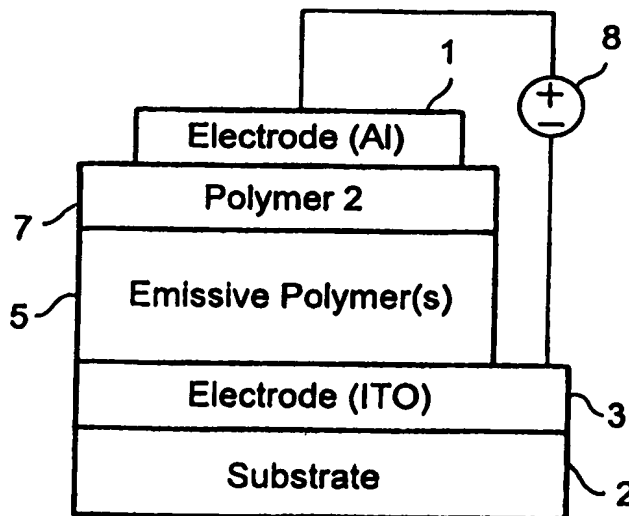 8
1
+
−
Electrode (Al)
Polymer 2
7
Emissive Polymer(s)
5
Electrode (ITO)
3
Substrate
2